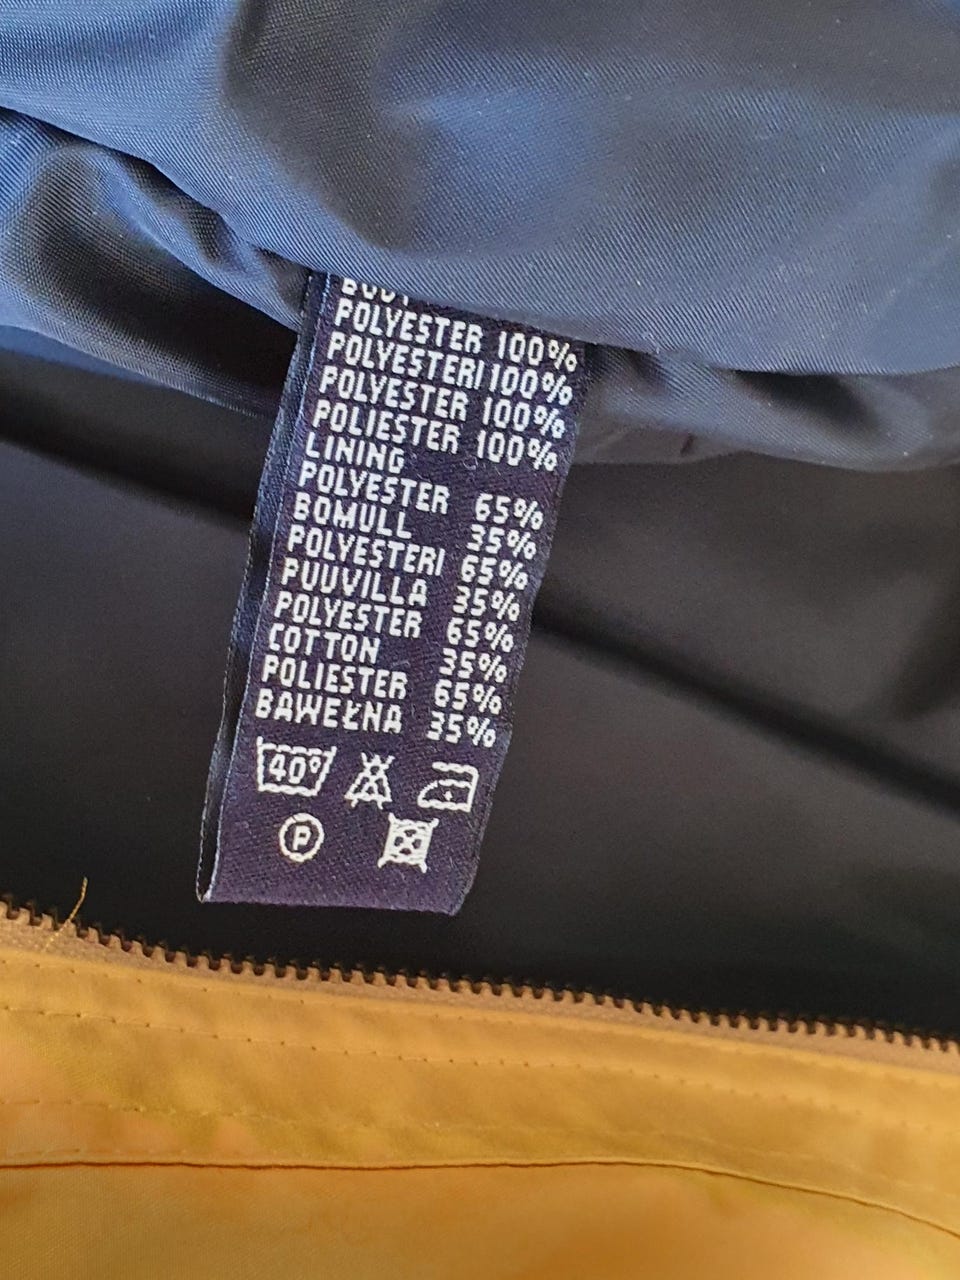 BODY
POLYESTER 100%
POLYESTERI 100%
POLYESTER 100%
POLIESTER 100%
LINING
POLYESTER 65%
BOMULL 35%
POLYESTERI 65%
PUUVILLA 35%
POLYESTER 65%
COTTON 35%
POLIESTER 65%
BAWEŁNA 35%
40°
P